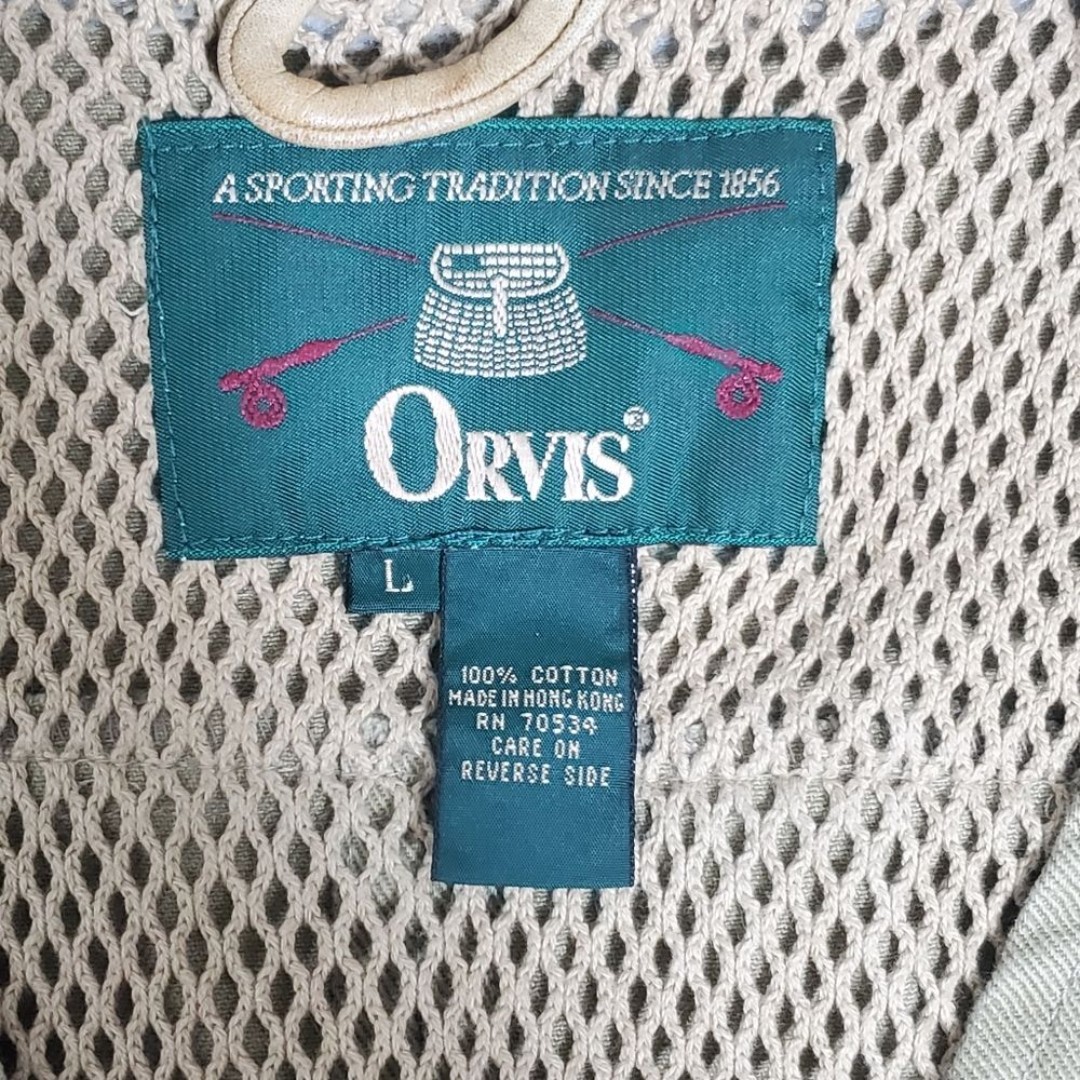 A SPORTING TRADITION SINCE 1856
ORVIS®
L
100% COTTON
MADE IN HONG KONG
RN 70534
CARE ON
REVERSE SIDE